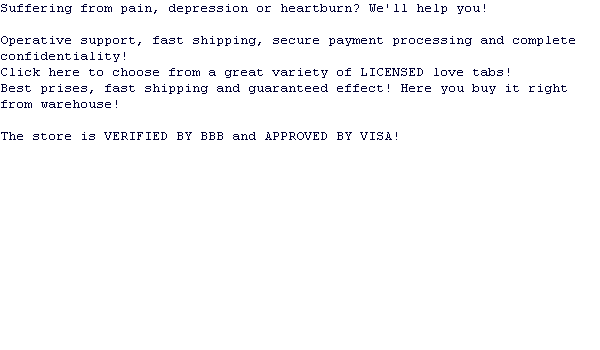 Suffering from pain, depression or heartburn? We'll help you!
Operative support, fast shipping, secure payment processing and complete
confidentiality!
Click here to choose from a great variety of LICENSED love tabs!
Best prises, fast shipping and guaranteed effect! Here you buy it right
from warehouse!
The store is VERIFIED BY BBB and APPROVED BY VISA!